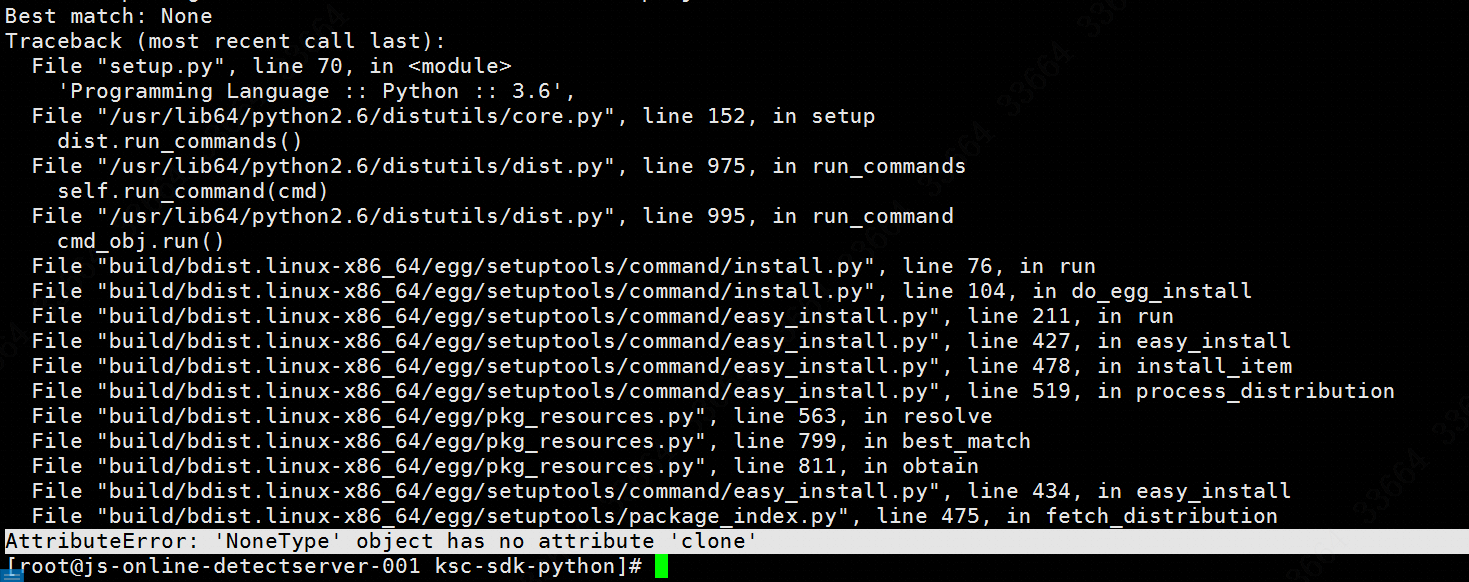 Best match: None
Traceback (most recent call last):
  File "setup.py", line 70, in <module>
    'Programming Language :: Python :: 3.6',
  File "/usr/lib64/python2.6/distutils/core.py", line 152, in setup
    dist.run_commands()
  File "/usr/lib64/python2.6/distutils/dist.py", line 975, in run_commands
    self.run_command(cmd)
  File "/usr/lib64/python2.6/distutils/dist.py", line 995, in run_command
    cmd_obj.run()
  File "build/bdist.linux-x86_64/egg/setuptools/command/install.py", line 76, in run
  File "build/bdist.linux-x86_64/egg/setuptools/command/install.py", line 104, in do_egg_install
  File "build/bdist.linux-x86_64/egg/setuptools/command/easy_install.py", line 211, in run
  File "build/bdist.linux-x86_64/egg/setuptools/command/easy_install.py", line 427, in easy_install
  File "build/bdist.linux-x86_64/egg/setuptools/command/easy_install.py", line 478, in install_item
  File "build/bdist.linux-x86_64/egg/setuptools/command/easy_install.py", line 519, in process_distribution
  File "build/bdist.linux-x86_64/egg/pkg_resources.py", line 563, in resolve
  File "build/bdist.linux-x86_64/egg/pkg_resources.py", line 799, in best_match
  File "build/bdist.linux-x86_64/egg/pkg_resources.py", line 811, in obtain
  File "build/bdist.linux-x86_64/egg/setuptools/command/easy_install.py", line 434, in easy_install
  File "build/bdist.linux-x86_64/egg/setuptools/package_index.py", line 475, in fetch_distribution
AttributeError: 'NoneType' object has no attribute 'clone'
[root@js-online-detectserver-001 ksc-sdk-python]#